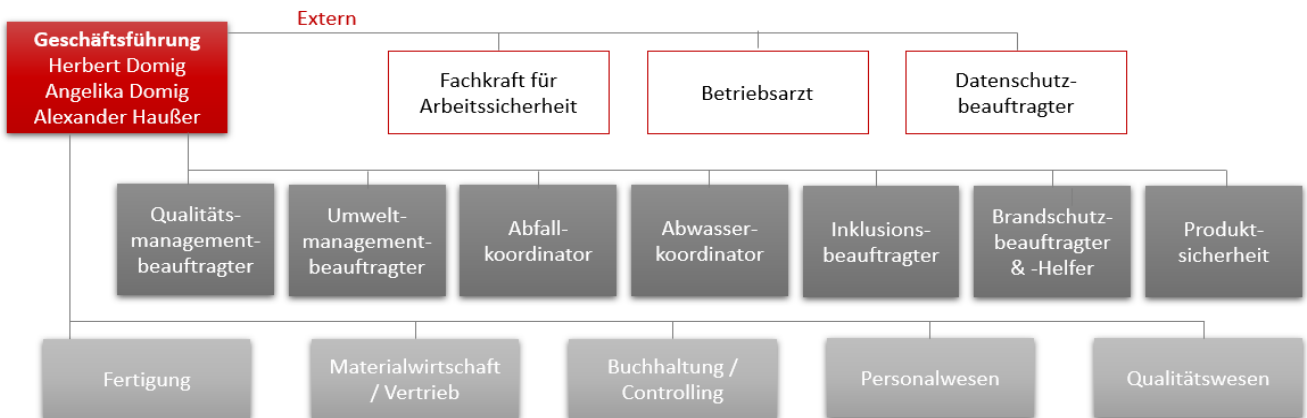 Extern
Geschäftsführung
Herbert Domig
Angelika Domig
Alexander Haußer
Fachkraft für
Arbeitssicherheit
Betriebsarzt
Datenschutz-
beauftragter
Qualitäts-
management-
beauftragter
Umwelt-
management-
beauftragter
Abfall-
koordinator
Abwasser-
koordinator
Inklusions-
beauftragter
Brandschutz-
beauftragter
& -Helfer
Produkt-
sicherheit
Fertigung
Materialwirtschaft
/ Vertrieb
Buchhaltung /
Controlling
Personalwesen
Qualitätswesen